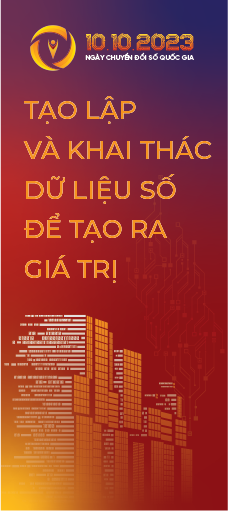 10.10.2023
NGÀY CHUYỂN ĐỔI SỐ QUỐC GIA
TẠO LẬP
VÀ KHAI THÁC
DỮ LIỆU SỐ
ĐỂ TẠO RA
GIÁ TRỊ